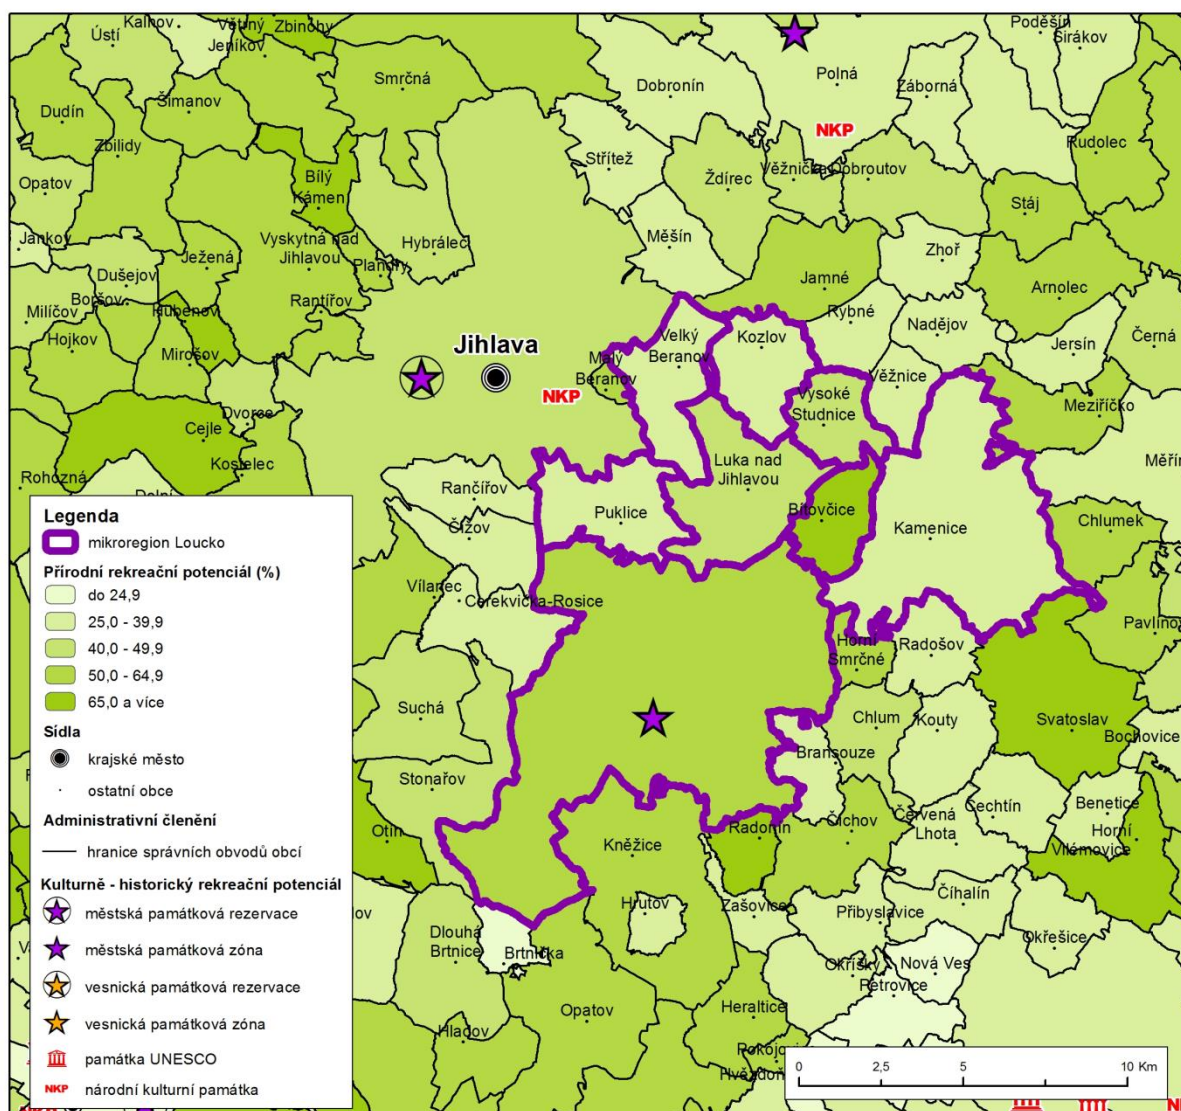 Kalhov
Větrný
Jeníkov
Zbinohy
Ústí
Smrčná
Poděšín
Sirákov
Dobronín
Polná
Záborná
Dudín
Šimanov
NKP
Zbilidy
Střítež
Ždírec
Věžnička
Dobroutov
Rudolec
Opatov
Bílý
Kámen
Stáj
Jankov
Vyskytná nad
Jihlavou
Hybrálec
Měšín
Zhoř
Ježená
Plandry
Dušejov
Jamné
Arnolec
Boršov
Milíčov
Hubenov
Rantířov
Rybné
Nadějov
Hojkov
Mirošov
Jihlava
Velký
Beranov
Kozlov
Jersín
Černá
Malý
Beranov
NKP
Věžnice
Vysoké
Studnice
Meziříčko
Dvorce
Cejle
Kostelec
Luka nad
Jihlavou
Rohozná
Dolní
Rančířov
Puklice
Bítovčice
Kamenice
Chlumek
Čížov
Vílanec
Cerekvička-Rosice
Horní
Smrčné
Radošov
Suchá
Chlum
Kouty
Svatoslav
Bransouze
Bochovice
Stonařov
Čechtín
Benetice
Otín
Kněžice
Radonín
Číchov
Červená
Lhota
Horní
Vilémovice
Hrutov
Zašovice
Přibyslavice
Číhalín
Dlouhá
Brtnice
Brtnička
Okřešice
Okříšky
Nová Ves
Petrovice
Opatov
Heraltice
Hladov
Legenda
mikroregion Loucko
Přírodní rekreační potenciál (%)
do 24,9
25,0 - 39,9
40,0 - 49,9
50,0 - 64,9
65,0 a více
Sídla
krajské město
ostatní obce
Administrativní členění
hranice správních obvodů obcí
Kulturně - historický rekreační potenciál
městská památková rezervace
městská památková zóna
vesnická památková rezervace
vesnická památková zóna
památka UNESCO
NKP národní kulturní památka
0 2,5 5 10 Km